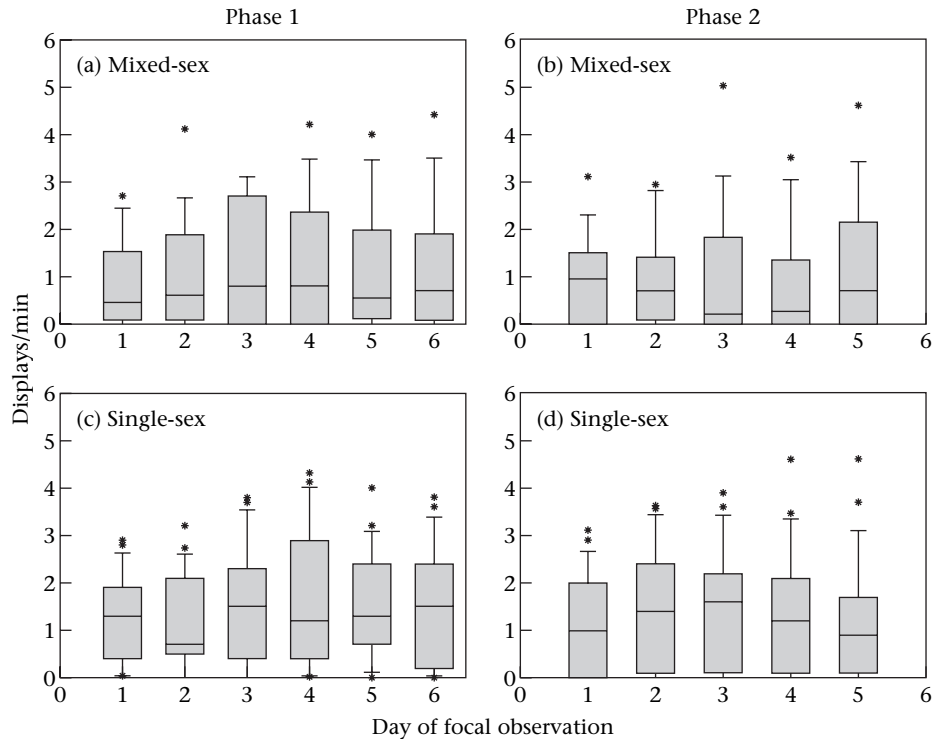 Phase 1
Phase 2
6
5
4
3
2
1
0
(a) Mixed-sex
0 1 2 3 4 5 6
6
5
4
3
2
1
0
(b) Mixed-sex
0 1 2 3 4 5 6
Displays/min
6
5
4
3
2
1
0
(c) Single-sex
0 1 2 3 4 5 6
6
5
4
3
2
1
0
(d) Single-sex
0 1 2 3 4 5 6
Day of focal observation